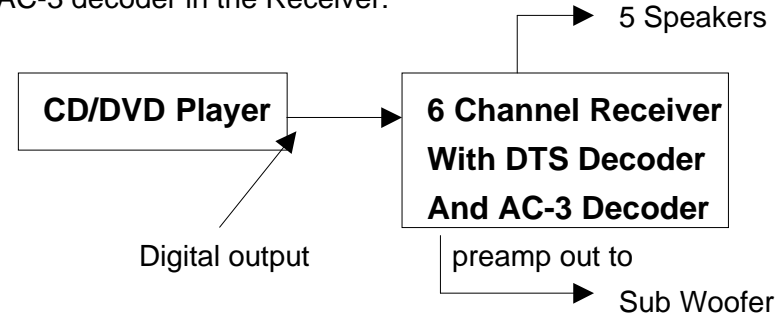 AC-3 decoder in the Receiver.
5 Speakers
CD/DVD Player
6 Channel Receiver
With DTS Decoder
And AC-3 Decoder
Digital output
preamp out to
Sub Woofer